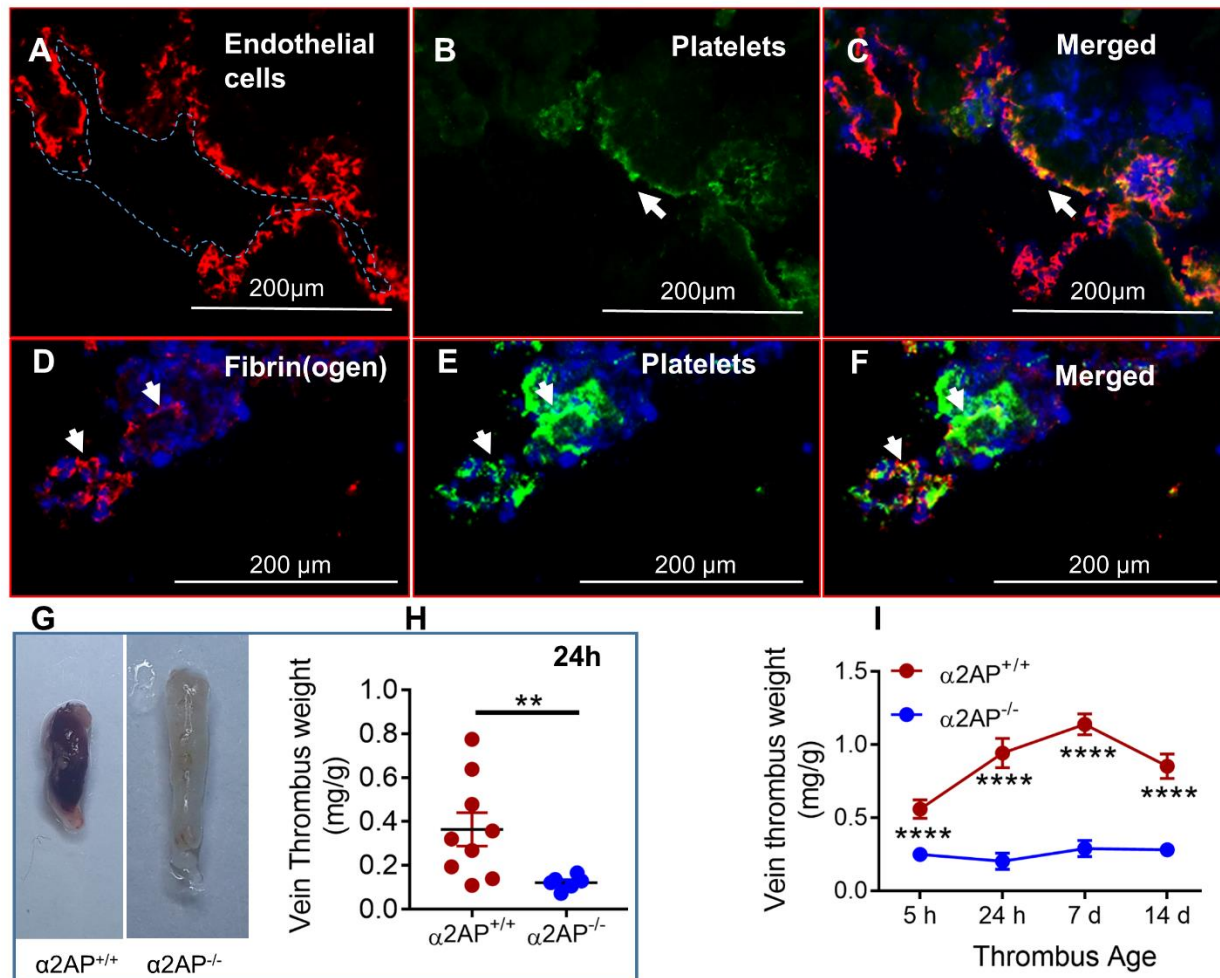 A
Endothelial
cells
200μm
B
Platelets
200μm
C
Merged
200μm
D
Fibrin(ogen)
200 μm
E
Platelets
200 μm
F
Merged
200 μm
G
α2AP+/+
α2AP-/-
H
24h
**
Vein Thrombus weight
(mg/g)
1.0
0.8
0.6
0.4
0.2
0.0
α2AP+/+
α2AP-/-
I
α2AP+/+
α2AP-/-
Vein thrombus weight
(mg/g)
1.5
1.0
0.5
0.0
****
****
****
****
5 h
24 h
7 d
14 d
Thrombus Age